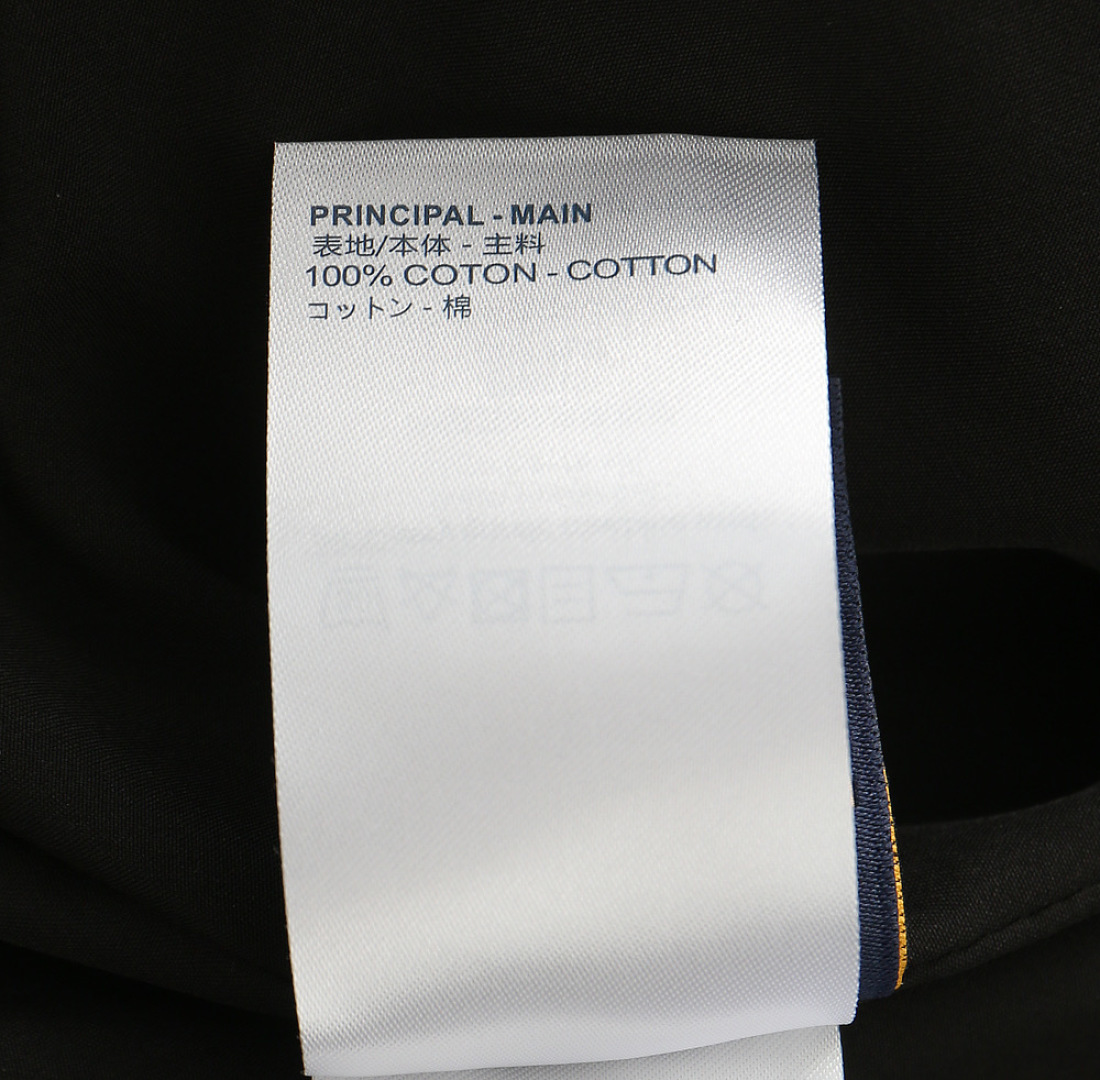 PRINCIPAL - MAIN
表地/本体 - 主料
100% COTON - COTTON
コットン - 棉